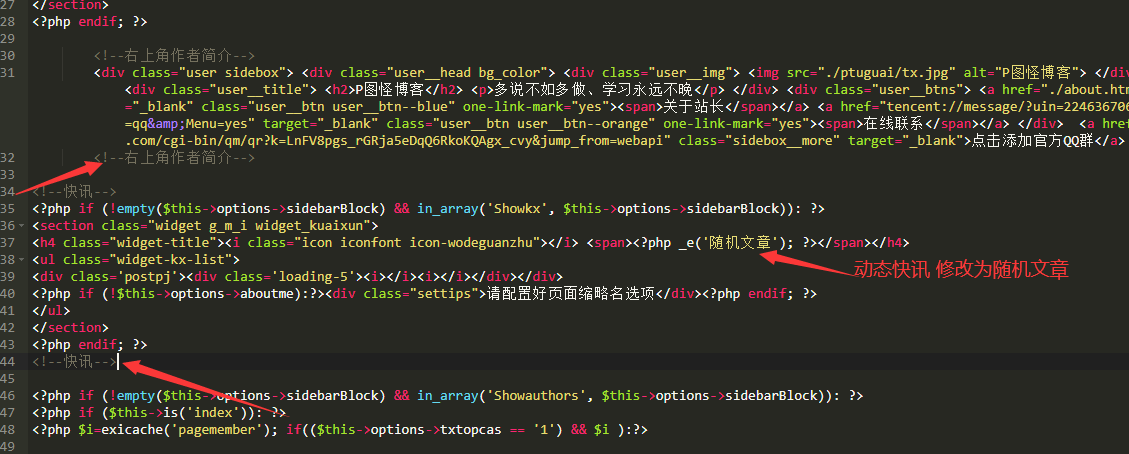 27 </section>
28 <?php endif; ?>
29
30 <!--右上角作者简介-->
31 <div class="user sidebox"> <div class="user__head bg_color"> <div class="user__img"> <img src="./ptuguai/tx.jpg" alt="P图怪博客"> </div
<div class="user__title"> <h2>P图怪博客</h2> <p>多说不如多做、学习永远不晚</p> </div> <div class="user__btns"> <a href="./about.htm
="_blank" class="user__btn user__btn--blue" one-link-mark="yes"><span>关于站长</span></a> <a href="tencent://message/?uin=224636706
=qq&amp;Menu=yes" target="_blank" class="user__btn user__btn--orange" one-link-mark="yes"><span>在线联系</span></a> </div>  <a href
.com/cgi-bin/qm/qr?k=LnFV8pgs_rGRja5eDqQ6RkoKQAgx_cvy&jump_from=webapi" class="sidebox__more" target="_blank">点击添加官方QQ群</a>
32 <!--右上角作者简介-->
33
34 <!--快讯-->
35 <?php if (!empty($this->options->sidebarBlock) && in_array('Showkx', $this->options->sidebarBlock)): ?>
36 <section class="widget g_m_i widget_kuaixun">
37 <h4 class="widget-title"><i class="icon iconfont icon-wodeguanzhu"></i> <span><?php _e('随机文章'); ?></span></h4>
38 <ul class="widget-kx-list">
39 <div class='postpj'><div class='loading-5'><i></i><i></i></div></div>
动态快讯 修改为随机文章
40 <?php if (!$this->options->aboutme):?><div class="settips">请配置好页面缩略名选项</div><?php endif; ?>
41 </ul>
42 </section>
43 <?php endif; ?>
44 <!--快讯-->
45
46 <?php if (!empty($this->options->sidebarBlock) && in_array('Showauthors', $this->options->sidebarBlock)): ?>
47 <?php if ($this->is('index')): ?>
48 <?php $i=exicache('pagemember'); if(($this->options->txtopcas == '1') && $i ):?>
49